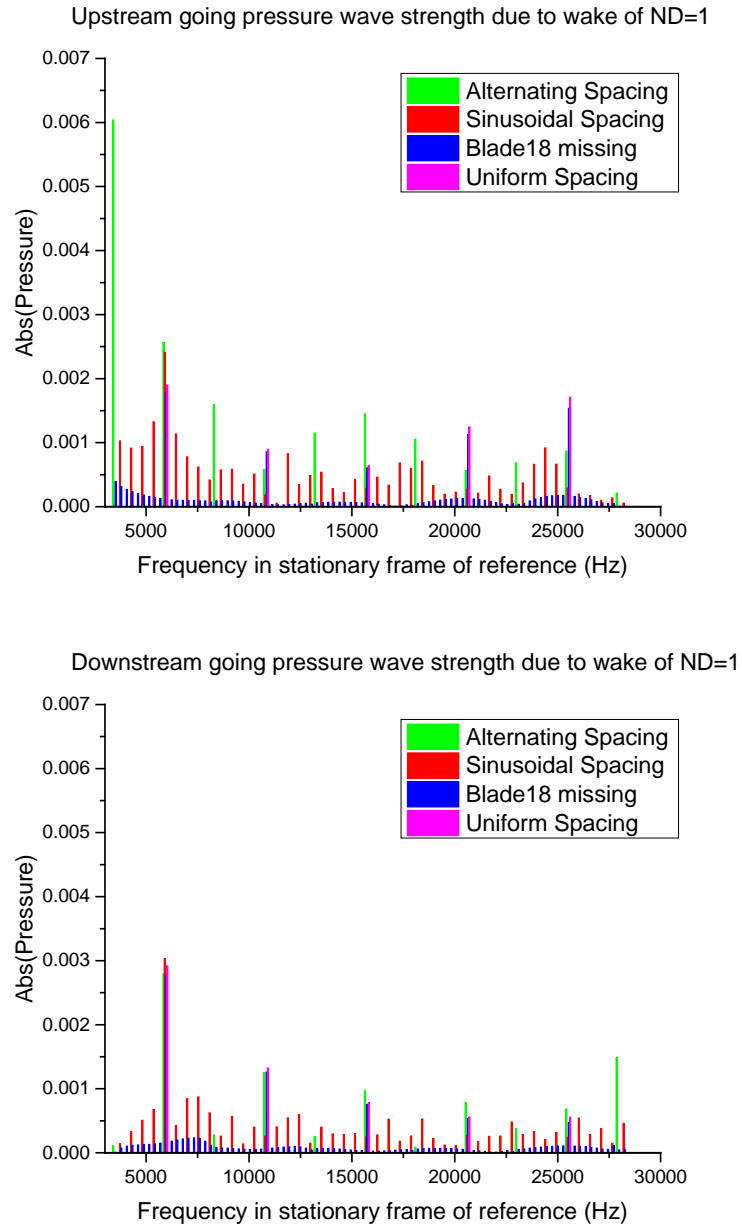 Upstream going pressure wave strength due to wake of ND=1
0.007
0.006
0.005
0.004
0.003
0.002
0.001
0.000
Abs(Pressure)
Alternating Spacing
Sinusoidal Spacing
Blade18 missing
Uniform Spacing
5000 10000 15000 20000 25000 30000
Frequency in stationary frame of reference (Hz)
Downstream going pressure wave strength due to wake of ND=1
0.007
0.006
0.005
0.004
0.003
0.002
0.001
0.000
Abs(Pressure)
Alternating Spacing
Sinusoidal Spacing
Blade18 missing
Uniform Spacing
5000 10000 15000 20000 25000 30000
Frequency in stationary frame of reference (Hz)